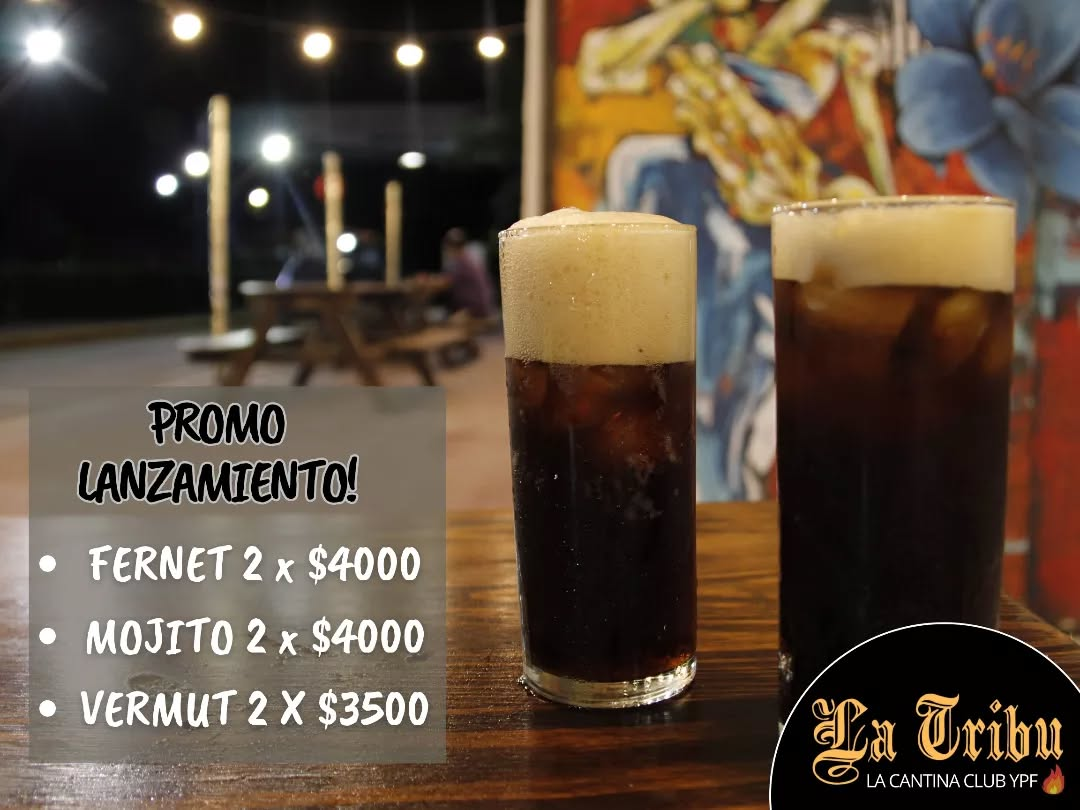 PROMO
LANZAMIENTO!
• FERNET 2 x $4000
• MOJITO 2 x $4000
• VERMUT 2 X $3500
La Tribu
LA CANTINA CLUB YPF 🔥